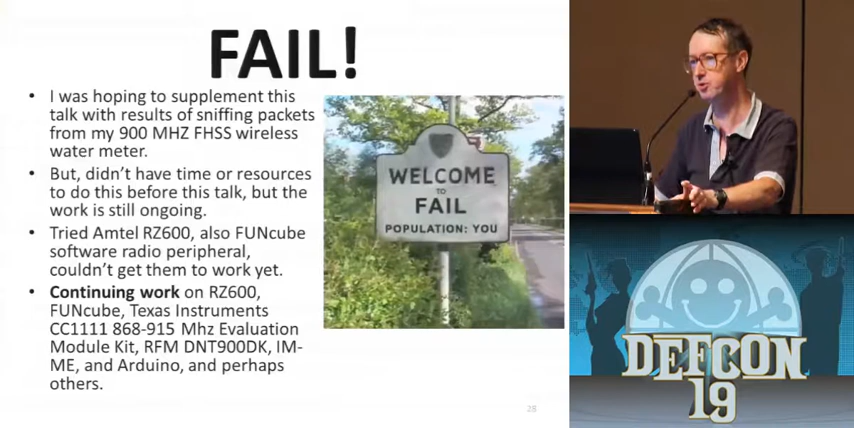 FAIL!
• I was hoping to supplement this
talk with results of sniffing packets
from my 900 MHZ FHSS wireless
water meter.
• But, didn't have time or resources
to do this before this talk, but the
work is still ongoing.
• Tried Amtel RZ600, also FUNcube
software radio peripheral,
couldn't get them to work yet.
• Continuing work on RZ600,
FUNcube, Texas Instruments
CC1111 868-915 Mhz Evaluation
Module Kit, RFM DNT900DK, IM-
ME, and Arduino, and perhaps
others.
WELCOME
TO
FAIL
POPULATION: YOU
28
DEFCON
19